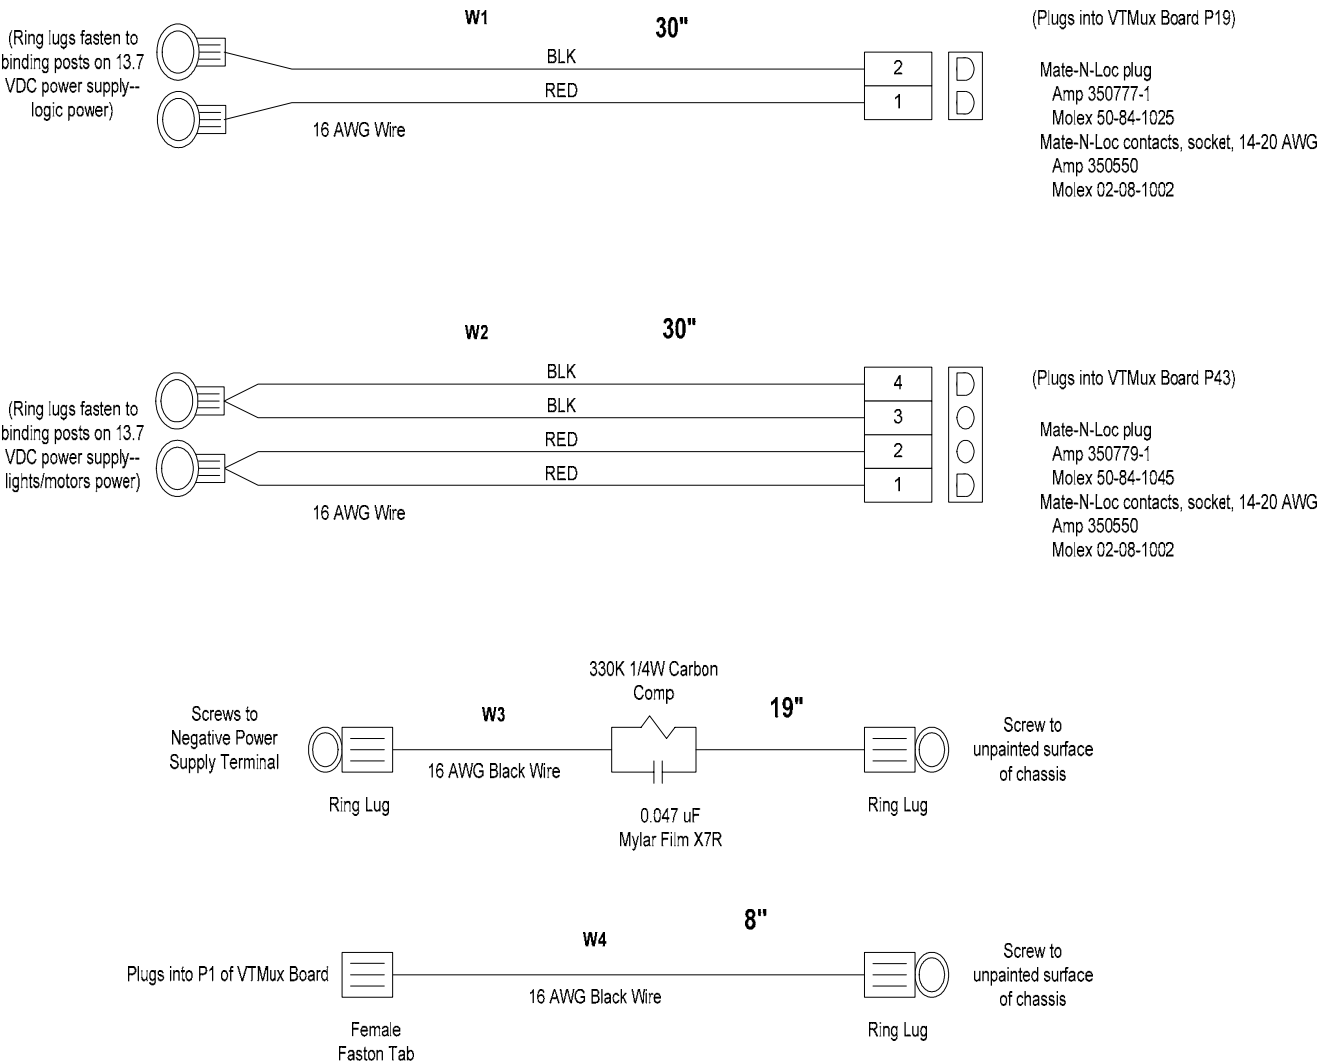 W1
30"
(Plugs into VTMux Board P19)
(Ring lugs fasten to
binding posts on 13.7
VDC power supply--
logic power)
BLK
RED
16 AWG Wire
2
1
Mate-N-Loc plug
Amp 350777-1
Molex 50-84-1025
Mate-N-Loc contacts, socket, 14-20 AWG
Amp 350550
Molex 02-08-1002
W2
30"
(Ring lugs fasten to
binding posts on 13.7
VDC power supply--
lights/motors power)
BLK
BLK
RED
RED
16 AWG Wire
4
3
2
1
(Plugs into VTMux Board P43)
Mate-N-Loc plug
Amp 350779-1
Molex 50-84-1045
Mate-N-Loc contacts, socket, 14-20 AWG
Amp 350550
Molex 02-08-1002
330K 1/4W Carbon
Comp
W3
19"
Screws to
Negative Power
Supply Terminal
Ring Lug
16 AWG Black Wire
0.047 uF
Mylar Film X7R
Ring Lug
Screw to
unpainted surface
of chassis
8"
W4
Plugs into P1 of VTMux Board
16 AWG Black Wire
Female
Faston Tab
Ring Lug
Screw to
unpainted surface
of chassis